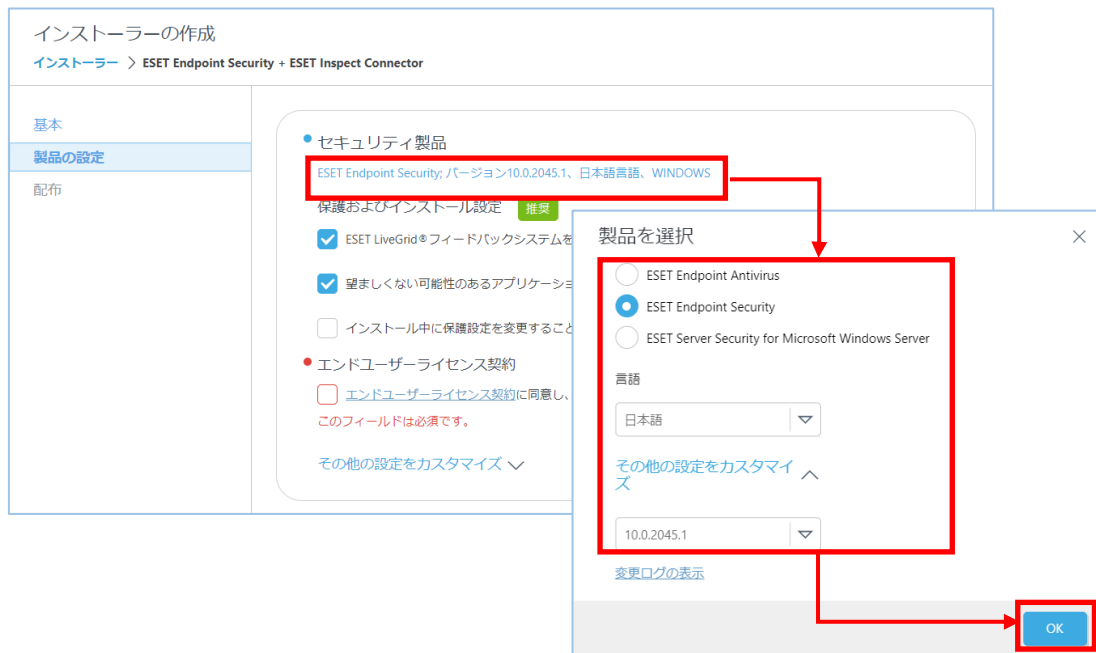 インストーラーの作成
インストーラー > ESET Endpoint Security + ESET Inspect Connector
基本
製品の設定
配布
セキュリティ製品
ESET Endpoint Security; バージョン10.0.2045.1、日本語言語、WINDOWS
保護およびインストール設定 推奨
ESET LiveGrid®フィードバックシステムを
望ましくない可能性のあるアプリケーショ
インストール中に保護設定を変更すること
エンドユーザーライセンス契約
エンドユーザーライセンス契約に同意し、
このフィールドは必須です。
その他の設定をカスタマイズ
製品を選択
ESET Endpoint Antivirus
ESET Endpoint Security
ESET Server Security for Microsoft Windows Server
言語
日本語
その他の設定をカスタマイ
ズ
10.0.2045.1
変更ログの表示
OK